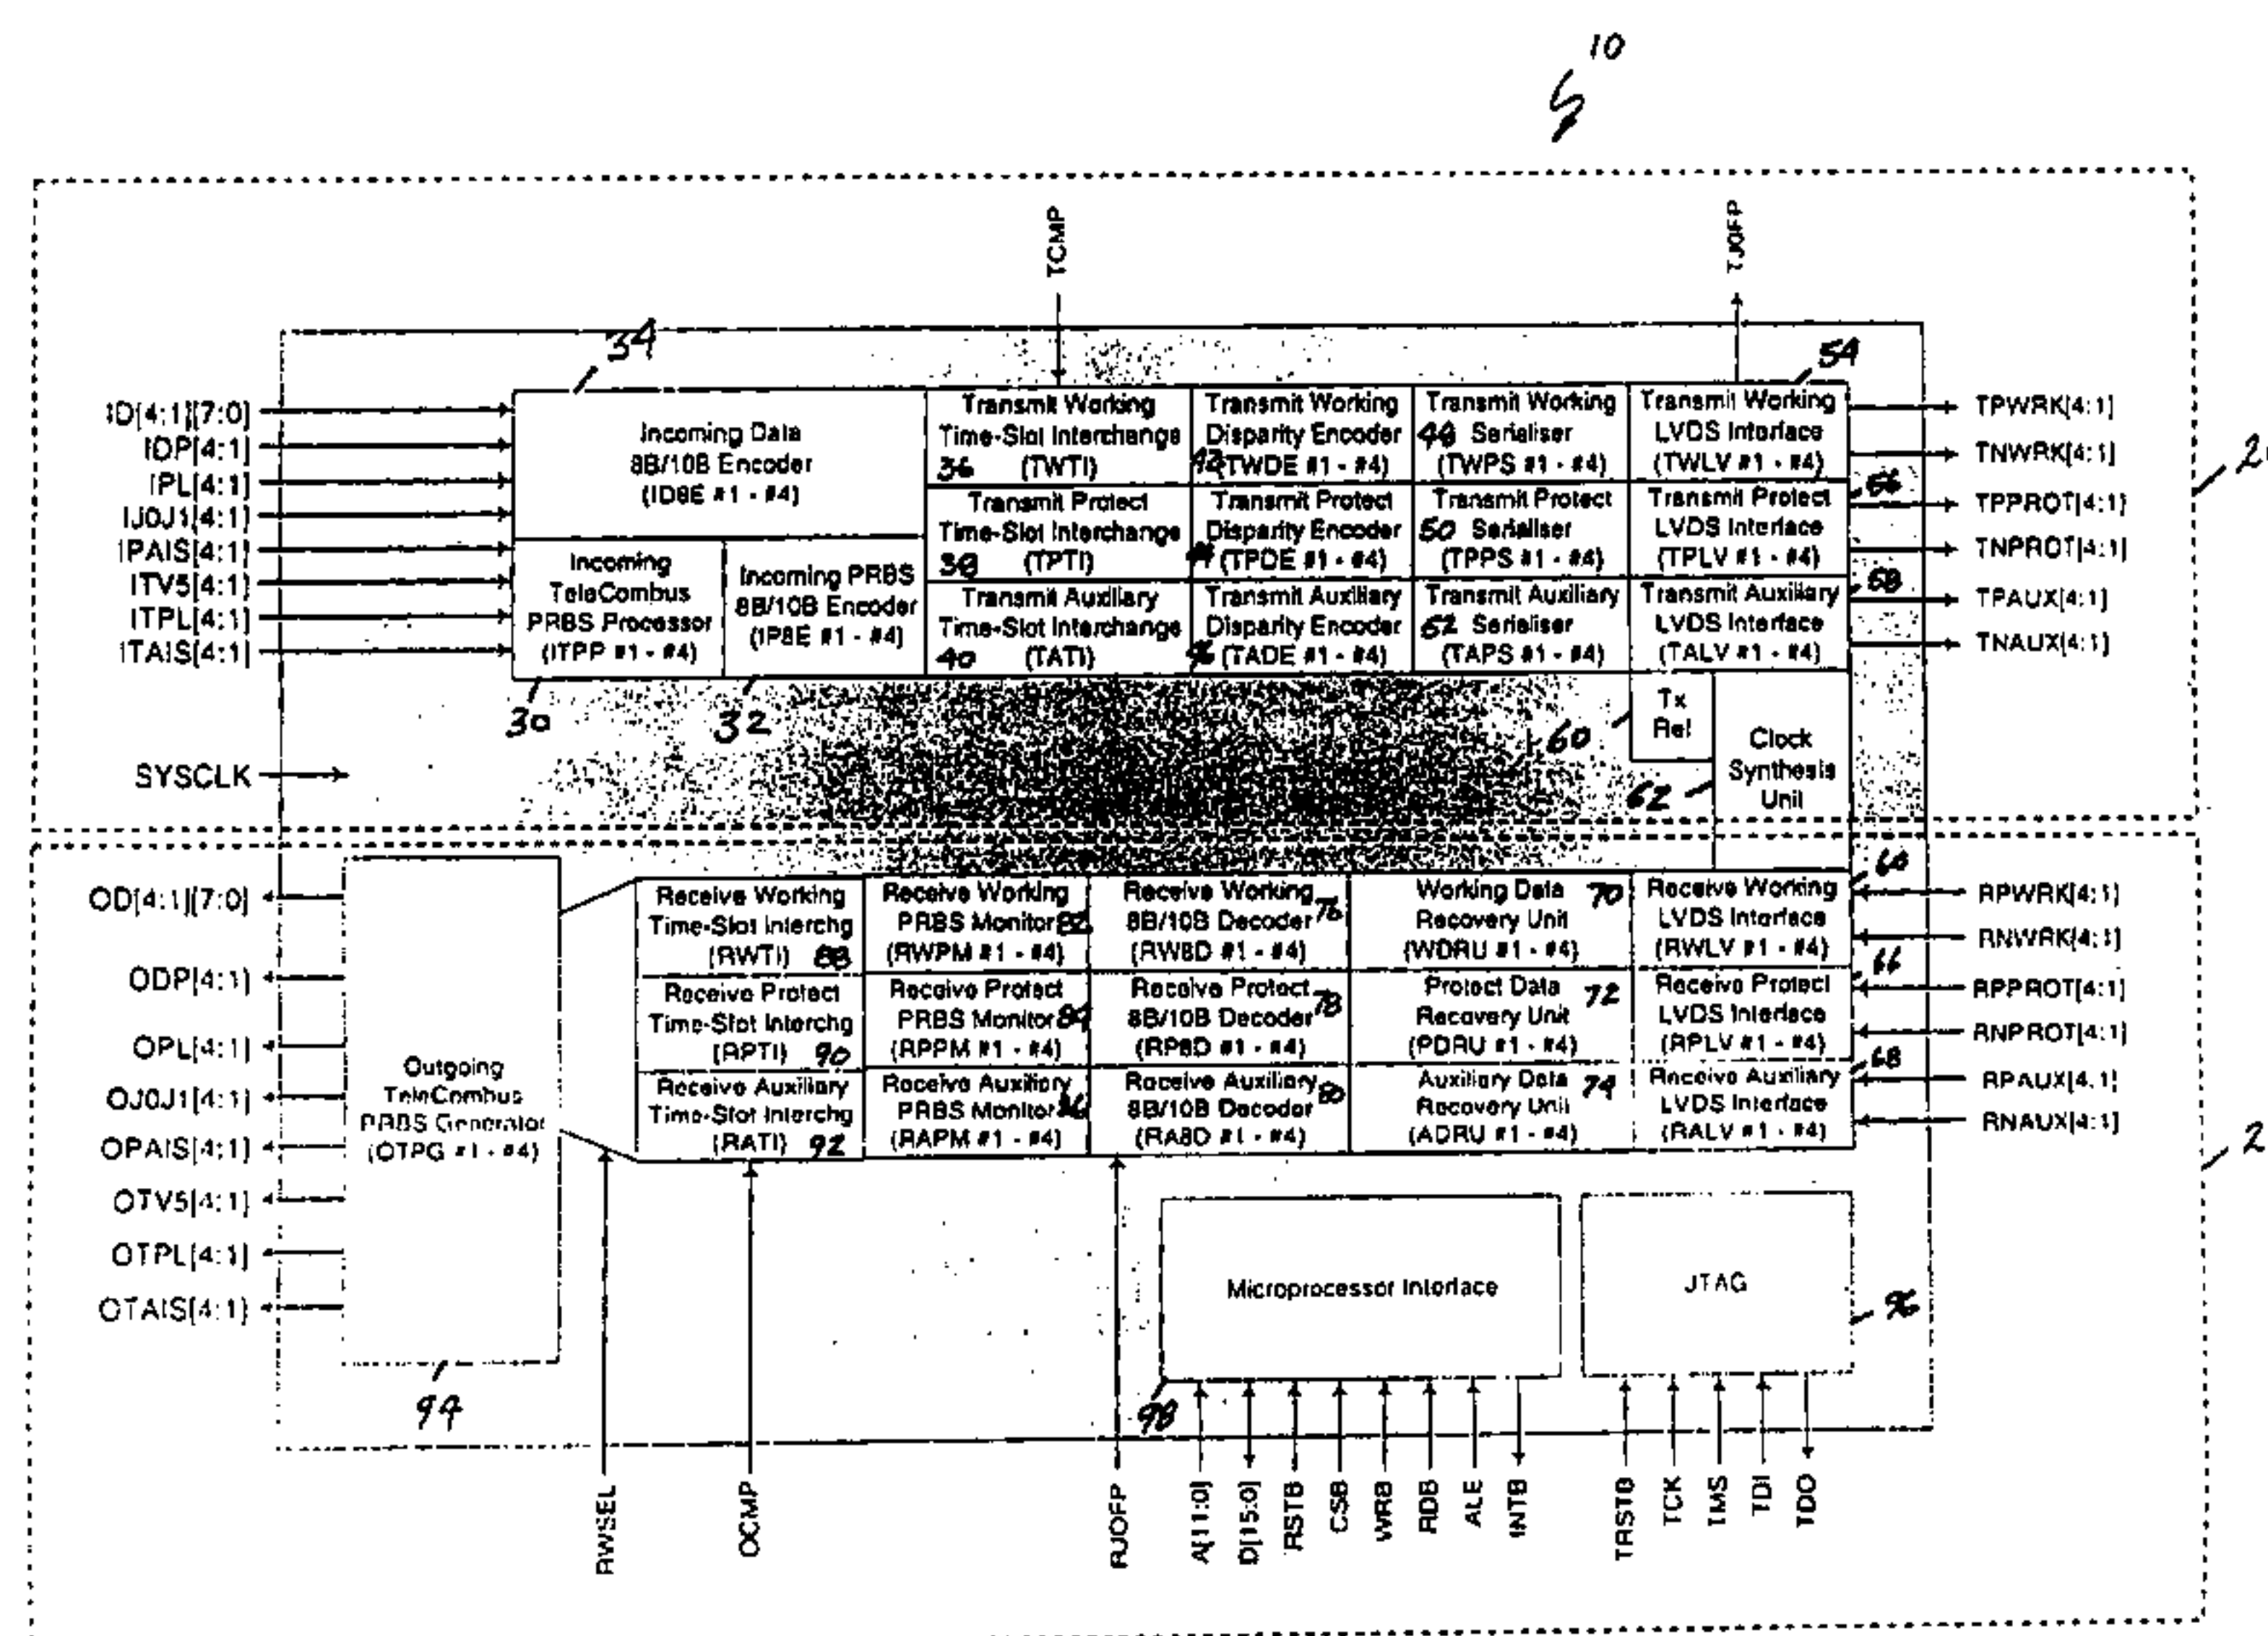 10
TCMP
TJ0FP
34
54
ID[4:1][7:0]
IDP[4:1]
IPL[4:1]
IJ0J1[4:1]
IPAIS[4:1]
ITV5[4:1]
ITPL[4:1]
ITAIS[4:1]
SYSCLK
Incoming Data
8B/10B Encoder
(ID8E #1 - #4)
Incoming
TeleCombus
PRBS Processor
(ITPP #1 - #4)
30
Incoming PRBS
8B/10B Encoder
(IP8E #1 - #4)
32
Transmit Working
Time-Slot Interchange
36 (TWTI)
Transmit Protect
Time-Slot Interchange
38 (TPTI)
Transmit Auxiliary
Time-Slot Interchange
40 (TATI)
Transmit Working
Disparity Encoder
42 (TWDE #1 - #4)
Transmit Protect
Disparity Encoder
44 (TPDE #1 - #4)
Transmit Auxiliary
Disparity Encoder
46 (TADE #1 - #4)
Transmit Working
48 Serialiser
(TWPS #1 - #4)
Transmit Protect
50 Serialiser
(TPPS #1 - #4)
Transmit Auxiliary
52 Serialiser
(TAPS #1 - #4)
Transmit Working
LVDS Interface
(TWLV #1 - #4)
Transmit Protect
LVDS Interface
(TPLV #1 - #4)
Transmit Auxiliary
LVDS Interface
(TALV #1 - #4)
56
58
TPWRK[4:1]
TNWRK[4:1]
TPPROT[4:1]
TNPROT[4:1]
TPAUX[4:1]
TNAUX[4:1]
2
60
Tx
Ref
62
Clock
Synthesis
Unit
OD[4:1][7:0]
ODP[4:1]
OPL[4:1]
OJ0J1[4:1]
OPAIS[4:1]
OTV5[4:1]
OTPL[4:1]
OTAIS[4:1]
Outgoing
TeleCombus
PRBS Generator
(OTPG #1 - #4)
94
Receive Working
Time-Slot Interchg
(RWTI) 88
Receive Protect
Time-Slot Interchg
(RPTI) 90
Receive Auxiliary
Time-Slot Interchg
(RATI) 92
Receive Working
PRBS Monitor 82
(RWPM #1 - #4)
Receive Protect
PRBS Monitor 84
(RPPM #1 - #4)
Receive Auxiliary
PRBS Monitor 86
(RAPM #1 - #4)
Receive Working
8B/10B Decoder 76
(RW8D #1 - #4)
Receive Protect
8B/10B Decoder 78
(RP8D #1 - #4)
Receive Auxiliary
8B/10B Decoder 80
(RA8D #1 - #4)
Working Data 70
Recovery Unit
(WDRU #1 - #4)
Protect Data 72
Recovery Unit
(PDRU #1 - #4)
Auxiliary Data 74
Recovery Unit
(ADRU #1 - #4)
Receive Working
LVDS Interface
(RWLV #1 - #4)
Receive Protect
LVDS Interface
(RPLV #1 - #4)
Receive Auxiliary
LVDS Interface
(RALV #1 - #4)
66
68
RPWRK[4:1]
RNWRK[4:1]
RPPROT[4:1]
RNPROT[4:1]
RPAUX[4:1]
RNAUX[4:1]
2
Microprocessor Interface
98
JTAG
96
RWSEL
OCMP
RJ0FP
A[11:0]
D[15:0]
RSTB
CSB
WRB
RDB
ALE
INTB
TRSTB
TCK
TMS
TDI
TDO